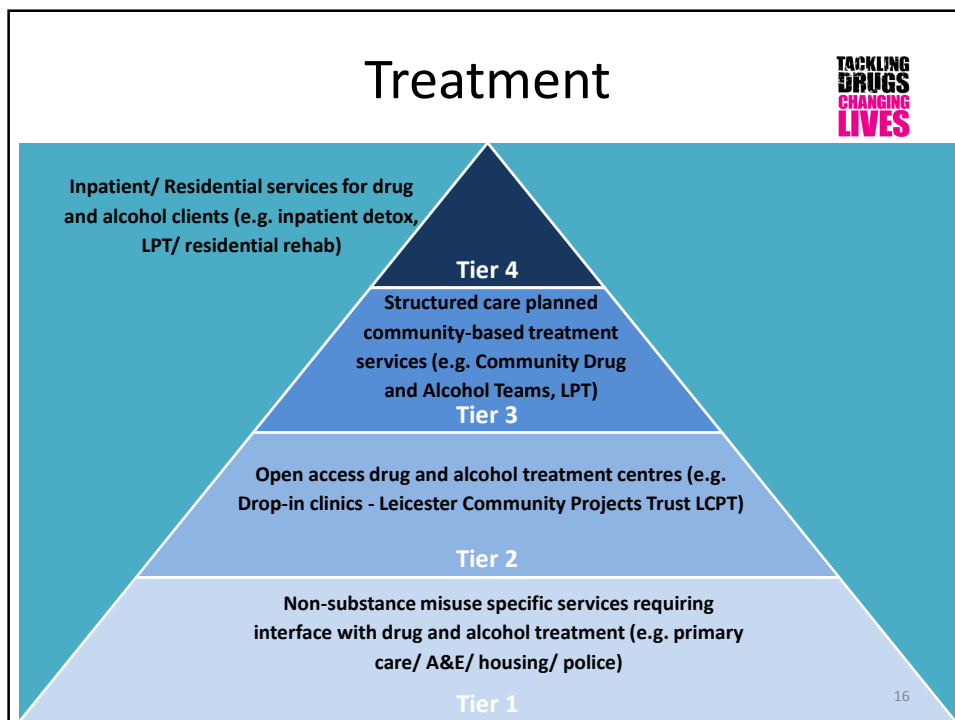 Treatment
TACKLING
DRUGS
CHANGING
LIVES
Inpatient/ Residential services for drug
and alcohol clients (e.g. inpatient detox,
LPT/ residential rehab)
Tier 4
Structured care planned
community-based treatment
services (e.g. Community Drug
and Alcohol Teams, LPT)
Tier 3
Open access drug and alcohol treatment centres (e.g.
Drop-in clinics - Leicester Community Projects Trust LCPT)
Tier 2
Non-substance misuse specific services requiring
interface with drug and alcohol treatment (e.g. primary
care/ A&E/ housing/ police)
Tier 1
16